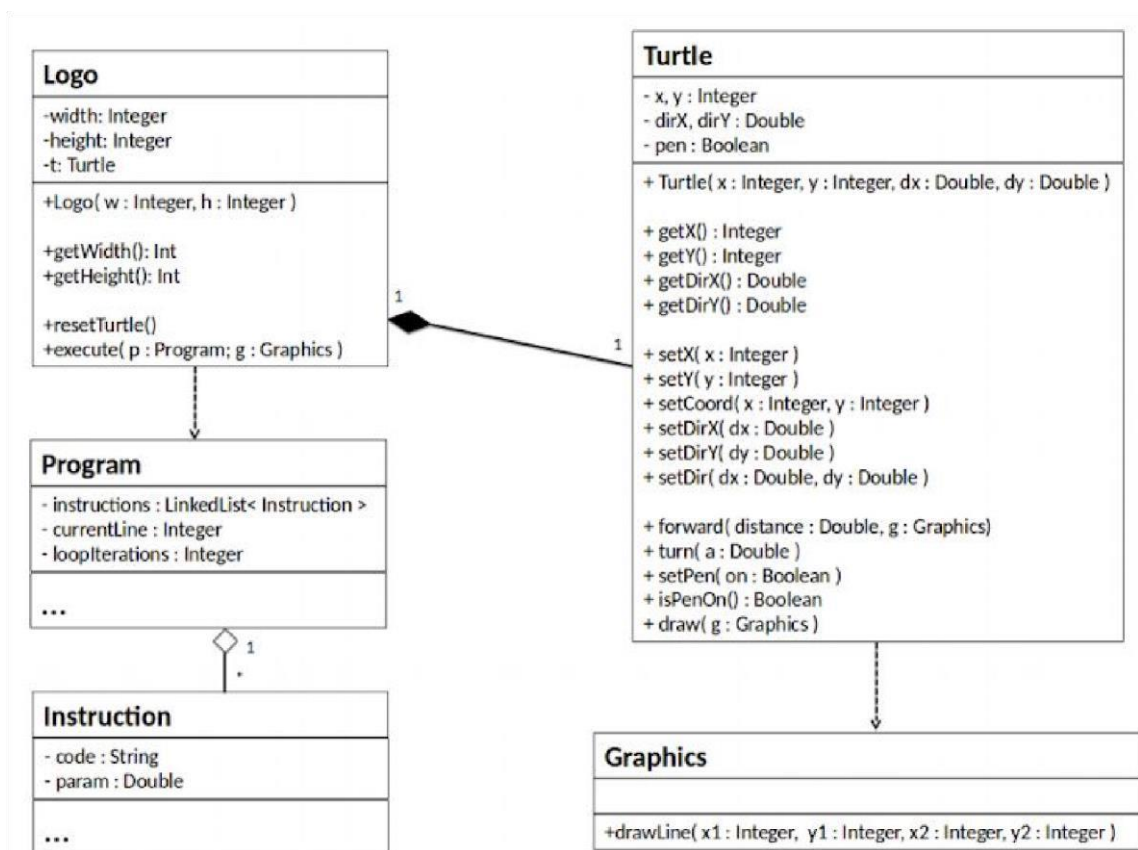 Logo
-width: Integer
-height: Integer
-t: Turtle
+Logo( w : Integer, h : Integer )
+getWidth(): Int
+getHeight(): Int
+resetTurtle()
+execute( p : Program; g : Graphics )
1
1
Turtle
- x, y : Integer
- dirX, dirY : Double
- pen : Boolean
+ Turtle( x : Integer, y : Integer, dx : Double, dy : Double )
+ getX() : Integer
+ getY() : Integer
+ getDirX() : Double
+ getDirY() : Double
+ setX( x : Integer )
+ setY( y : Integer )
+ setCoord( x : Integer, y : Integer )
+ setDirX( dx : Double )
+ setDirY( dy : Double )
+ setDir( dx : Double, dy : Double )
+ forward( distance : Double, g : Graphics)
+ turn( a : Double )
+ setPen( on : Boolean )
+ isPenOn() : Boolean
+ draw( g : Graphics )
Program
- instructions : LinkedList< Instruction >
- currentLine : Integer
- loopIterations : Integer
...
1
*
Instruction
- code : String
- param : Double
...
Graphics
+drawLine( x1 : Integer, y1 : Integer, x2 : Integer, y2 : Integer )